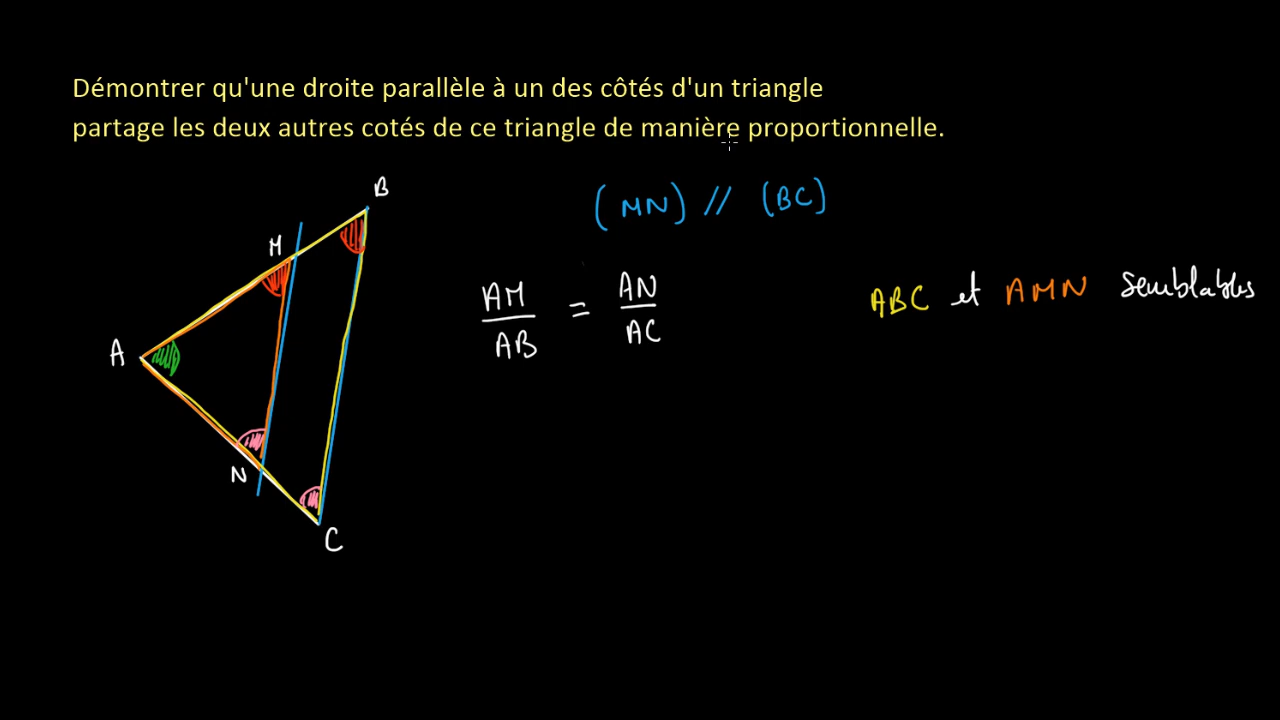 Démontrer qu'une droite parallèle à un des côtés d'un triangle
partage les deux autres cotés de ce triangle de manière proportionnelle.
B
(MN) // (BC)
M
AM/AB = AN/AC
ABC et AMN semblables
A
N
C